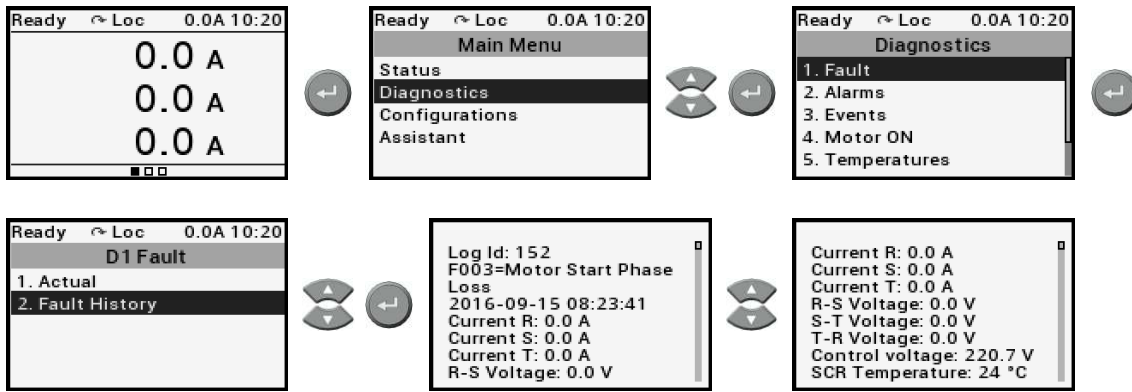 Ready Loc 0.0A 10:20
0.0 A
0.0 A
0.0 A
Ready Loc 0.0A 10:20
Main Menu
Status
Diagnostics
Configurations
Assistant
Ready Loc 0.0A 10:20
Diagnostics
1. Fault
2. Alarms
3. Events
4. Motor ON
5. Temperatures
Ready Loc 0.0A 10:20
D1 Fault
1. Actual
2. Fault History
Log Id: 152
F003=Motor Start Phase
Loss
2016-09-15 08:23:41
Current R: 0.0 A
Current S: 0.0 A
Current T: 0.0 A
R-S Voltage: 0.0 V
Current R: 0.0 A
Current S: 0.0 A
Current T: 0.0 A
R-S Voltage: 0.0 V
S-T Voltage: 0.0 V
T-R Voltage: 0.0 V
Control voltage: 220.7 V
SCR Temperature: 24 °C